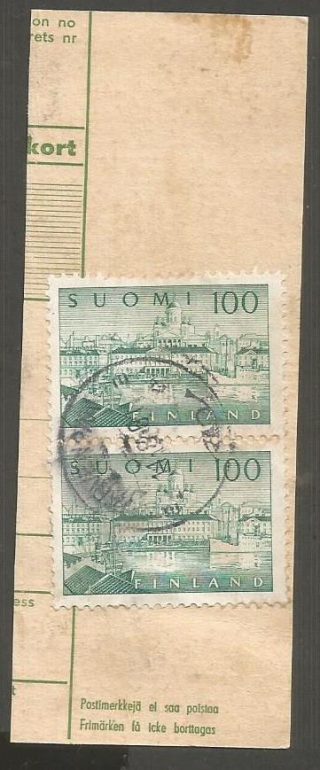 on no
rets nr
kort
SUOMI 100
FINLAND
SUOMI 100
FINLAND
ess
t
Postimerkkejä ei saa poistaa
Frimärken få icke borttagas